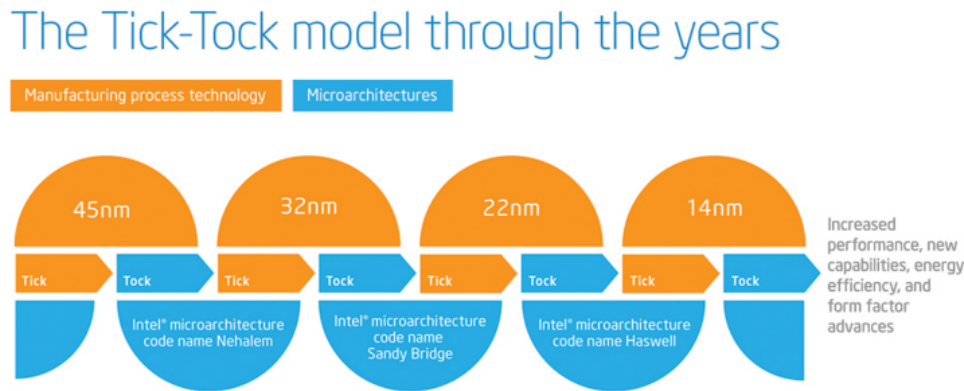 The Tick-Tock model through the years
Manufacturing process technology
Microarchitectures
45nm
32nm
22nm
14nm
Tick
Tock
Tick
Tock
Tick
Tock
Tick
Tock
Intel® microarchitecture
code name Nehalem
Intel® microarchitecture
code name
Sandy Bridge
Intel® microarchitecture
code name Haswell
Increased
performance, new
capabilities, energy
efficiency, and
form factor
advances